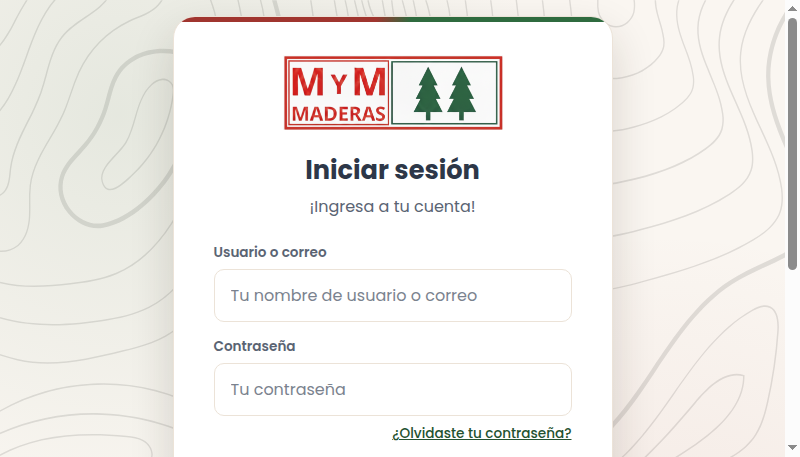 M Y M
MADERAS
Iniciar sesión
¡Ingresa a tu cuenta!
Usuario o correo
Tu nombre de usuario o correo
Contraseña
Tu contraseña
¿Olvidaste tu contraseña?